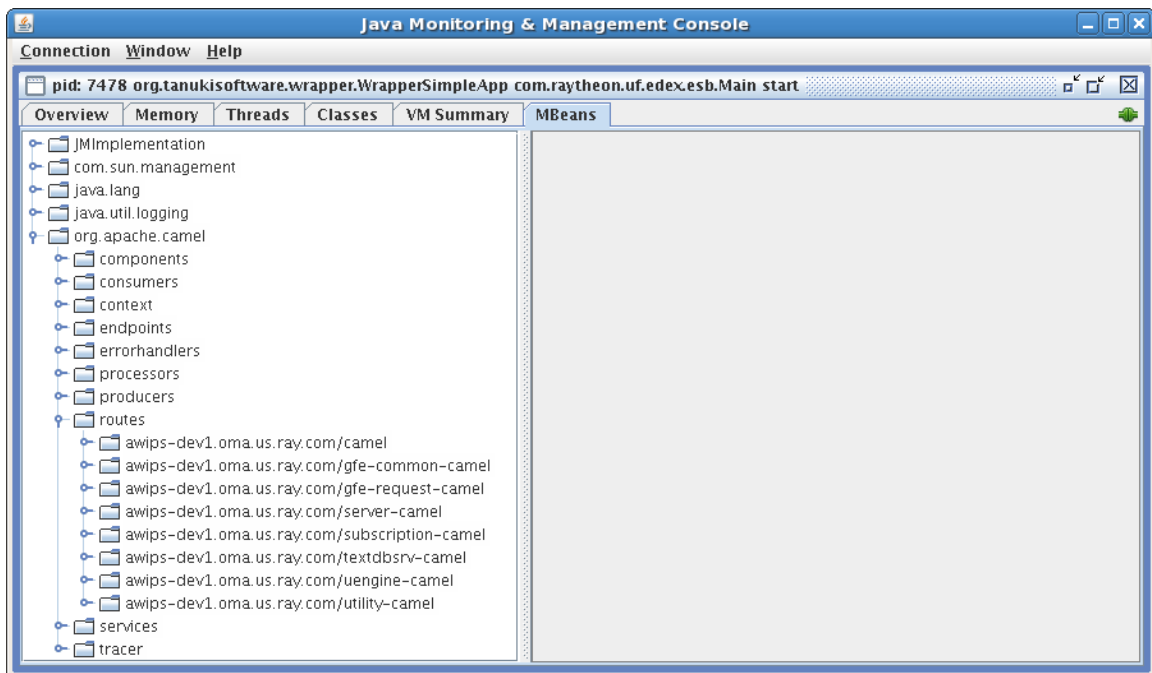 Java Monitoring & Management Console
Connection Window Help
pid: 7478 org.tanukisoftware.wrapper.WrapperSimpleApp com.raytheon.uf.edex.esb.Main start
Overview Memory Threads Classes VM Summary MBeans
JMImplementation
com.sun.management
java.lang
java.util.logging
org.apache.camel
components
consumers
context
endpoints
errorhandlers
processors
producers
routes
awips-dev1.oma.us.ray.com/camel
awips-dev1.oma.us.ray.com/gfe-common-camel
awips-dev1.oma.us.ray.com/gfe-request-camel
awips-dev1.oma.us.ray.com/server-camel
awips-dev1.oma.us.ray.com/subscription-camel
awips-dev1.oma.us.ray.com/textdbsrv-camel
awips-dev1.oma.us.ray.com/uengine-camel
awips-dev1.oma.us.ray.com/utility-camel
services
tracer